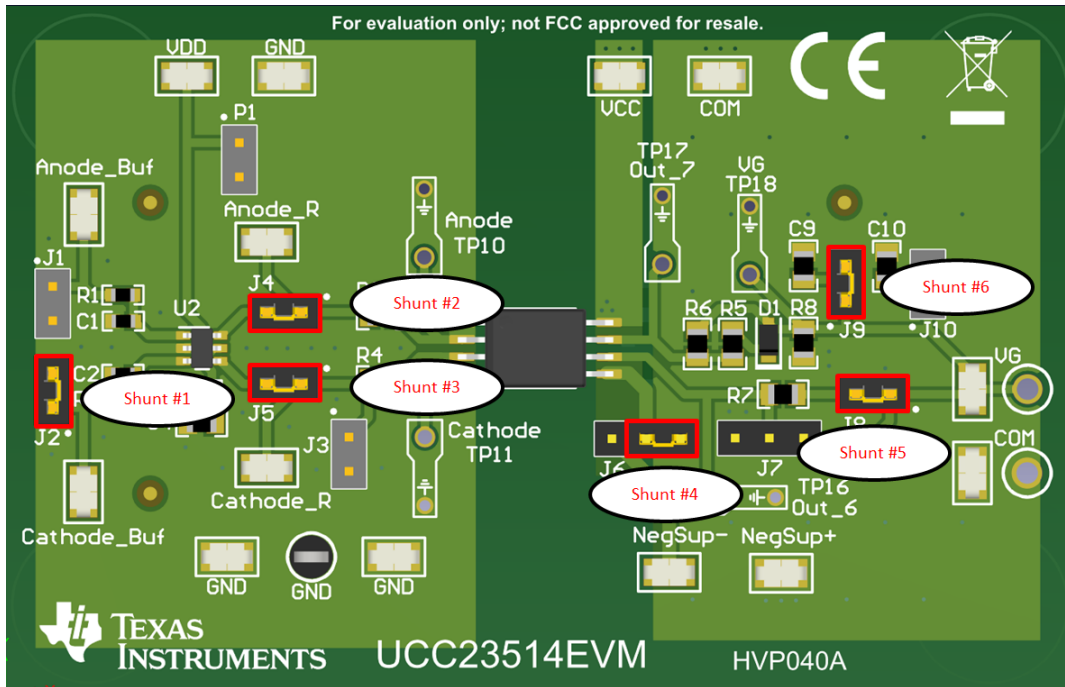 For evaluation only; not FCC approved for resale.
VDD
GND
VCC
COM
P1
Anode_Buf
TP17
Out_7
VG
TP18
Anode_R
Anode
TP10
C9
C10
J1
J4
Shunt #2
Shunt #6
R1
U2
C1
J9
J10
R6
R5
D1
R8
R4
VG
C2
Shunt #1
Shunt #3
J5
R7
J2
J3
Cathode
TP11
J6
J7
Shunt #5
COM
Shunt #4
TP16
Out_6
Cathode_R
Cathode_Buf
NegSup-
NegSup+
GND
GND
GND
TEXAS
INSTRUMENTS
UCC23514EVM
HVP040A